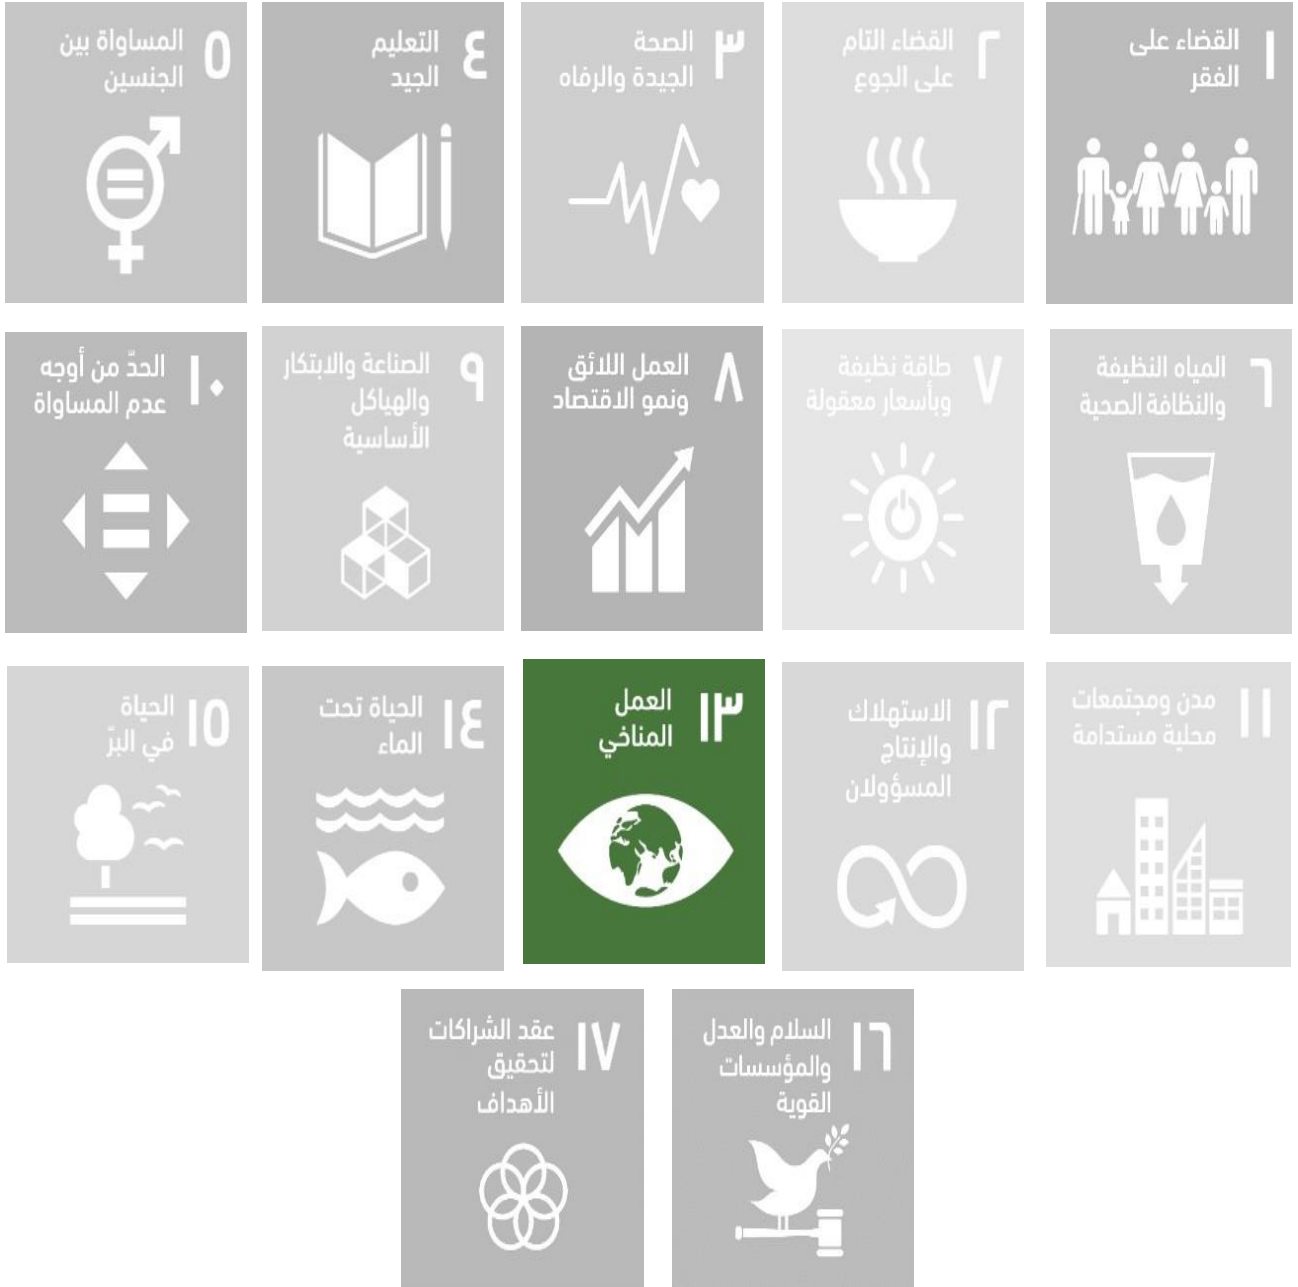 ١
القضاء على
الفقر
٢
القضاء التام
على الجوع
٣
الصحة
الجيدة والرفاه
٤
التعليم
الجيد
٥
المساواة بين
الجنسين
٦
المياه النظيفة
والنظافة الصحية
٧
طاقة نظيفة
وبأسعار معقولة
٨
العمل اللائق
ونمو الاقتصاد
٩
الصناعة والابتكار
والهياكل
الأساسية
١٠
الحدّ من أوجه
عدم المساواة
١١
مدن ومجتمعات
محلية مستدامة
١٢
الاستهلاك
والإنتاج
المسؤولان
١٣
العمل
المناخي
١٤
الحياة تحت
الماء
١٥
الحياة
في البرّ
١٦
السلام والعدل
والمؤسسات
القوية
١٧
عقد الشراكات
لتحقيق
الأهداف